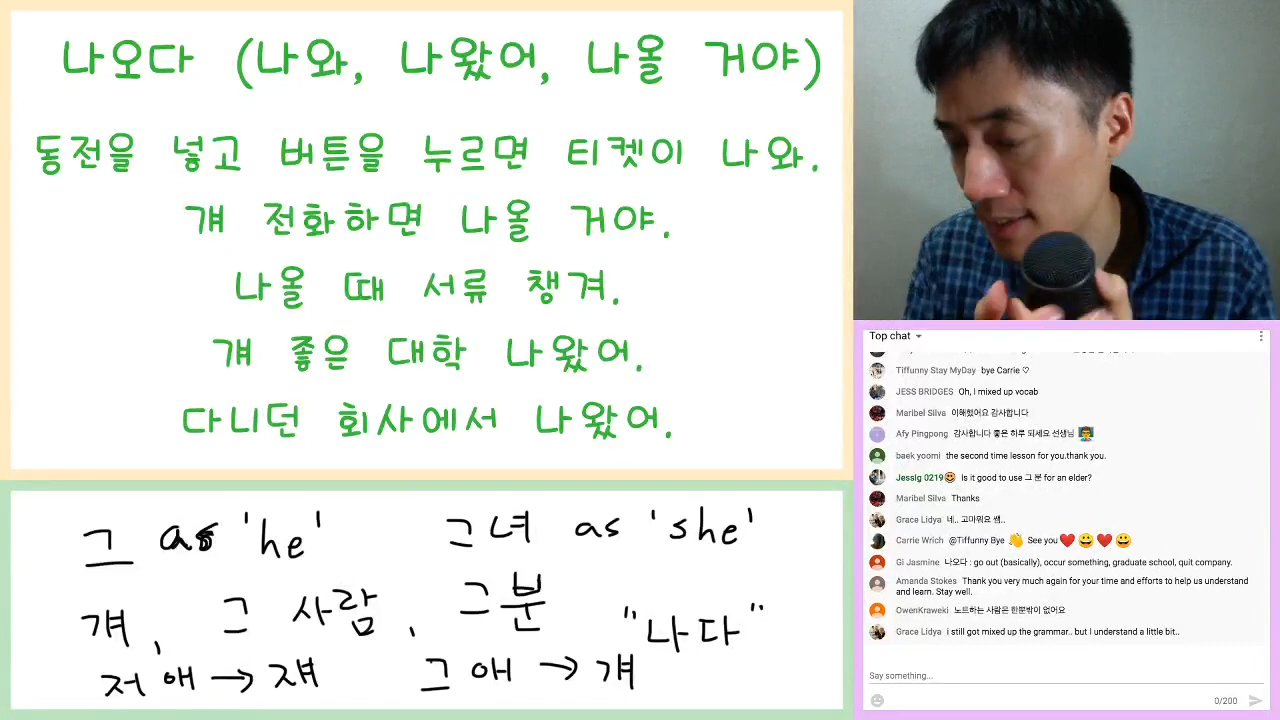 나오다 (나와, 나왔어, 나올 거야)
동전을 넣고 버튼을 누르면 티켓이 나와.
걔 전화하면 나올 거야.
나올 때 서류 챙겨.
걔 좋은 대학 나왔어.
다니던 회사에서 나왔어.
그 as 'he' 그녀 as 'she'
걔, 그 사람, 그분 "나다"
저 애 → 쟤 그 애 → 걔
Top chat
Tiffunny Stay MyDay bye Carrie ♡
JESS BRIDGES Oh, I mixed up vocab
Maribel Silva 이해했어요 감사합니다
Afy Pingpong 감사합니다 좋은 하루 되세요 선생님 👨‍🏫
baek yoomi the second time lesson for you.thank you.
Jesslg 0219 Is it good to use 그 분 for an elder?
Maribel Silva Thanks
Grace Lidya 네.. 고마워요 쌤..
Carrie Wrich @Tiffunny Bye 👋 See you ❤️😀❤️😀
Gi Jasmine 나오다 : go out (basically), occur something, graduate school, quit company.
Amanda Stokes Thank you very much again for your time and efforts to help us understand
and learn. Stay well.
OwenKraweki 노트하는 사람은 한분밖이 없어요
Grace Lidya i still got mixed up the grammar.. but I understand a little bit..
Say something...
0/200